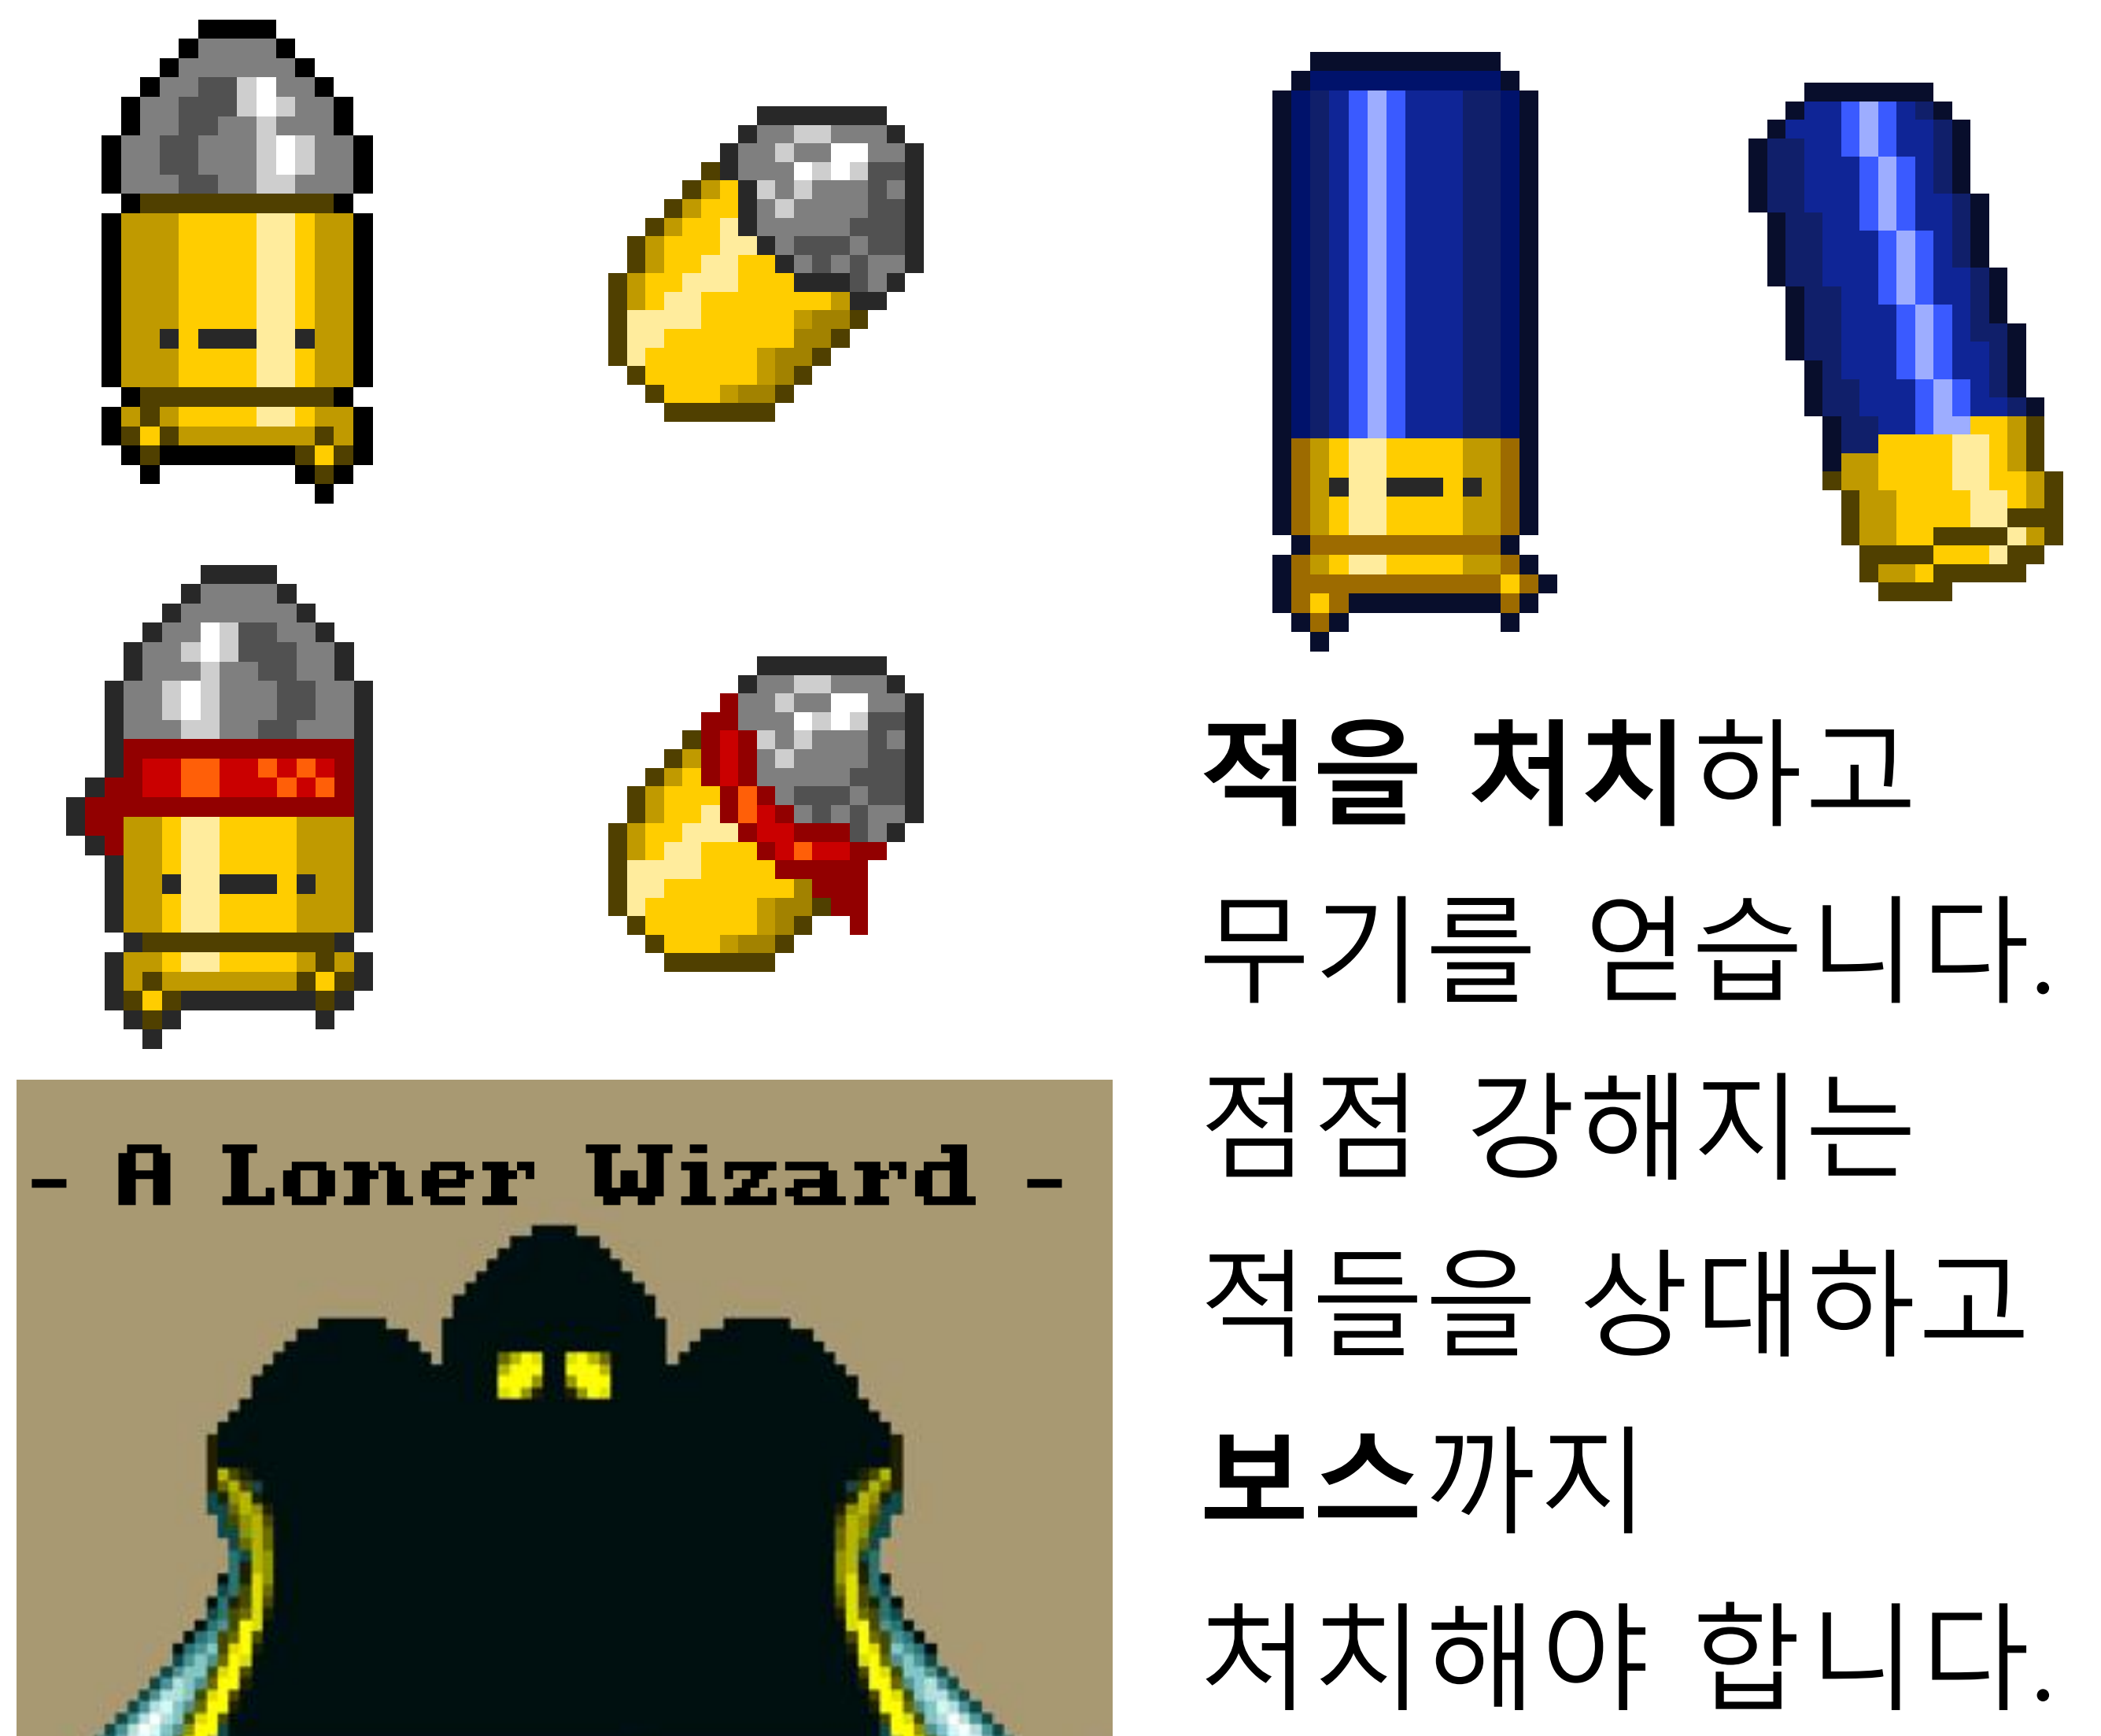 적을 처치하고
무기를 얻습니다.
점점 강해지는
적들을 상대하고
보스까지
처치해야 합니다.
- A Loner Wizard -